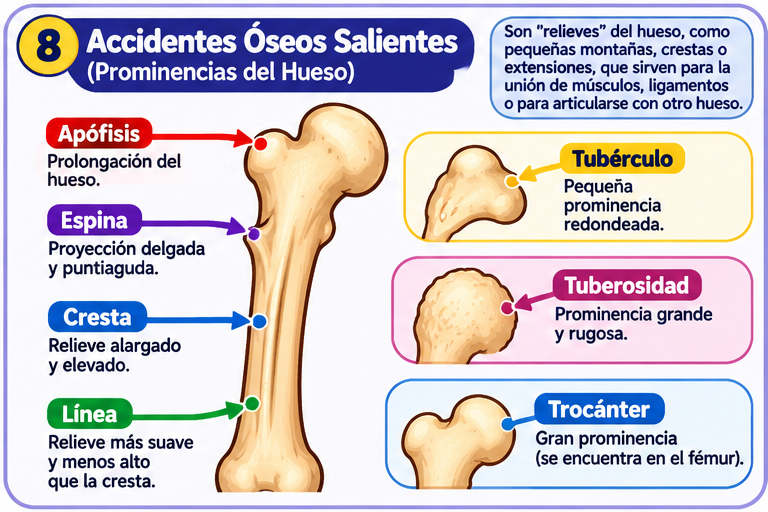 8
Accidentes Óseos Salientes
(Prominencias del Hueso)
Son "relieves" del hueso, como
pequeñas montañas, crestas o
extensiones, que sirven para la
unión de músculos, ligamentos
o para articularse con otro hueso.
Apófisis
Prolongación del
hueso.
Espina
Proyección delgada
y puntiaguda.
Cresta
Relieve alargado
y elevado.
Línea
Relieve más suave
y menos alto
que la cresta.
Tubérculo
Pequeña
prominencia
redondeada.
Tuberosidad
Prominencia grande
y rugosa.
Trocánter
Gran prominencia
(se encuentra en el fémur).